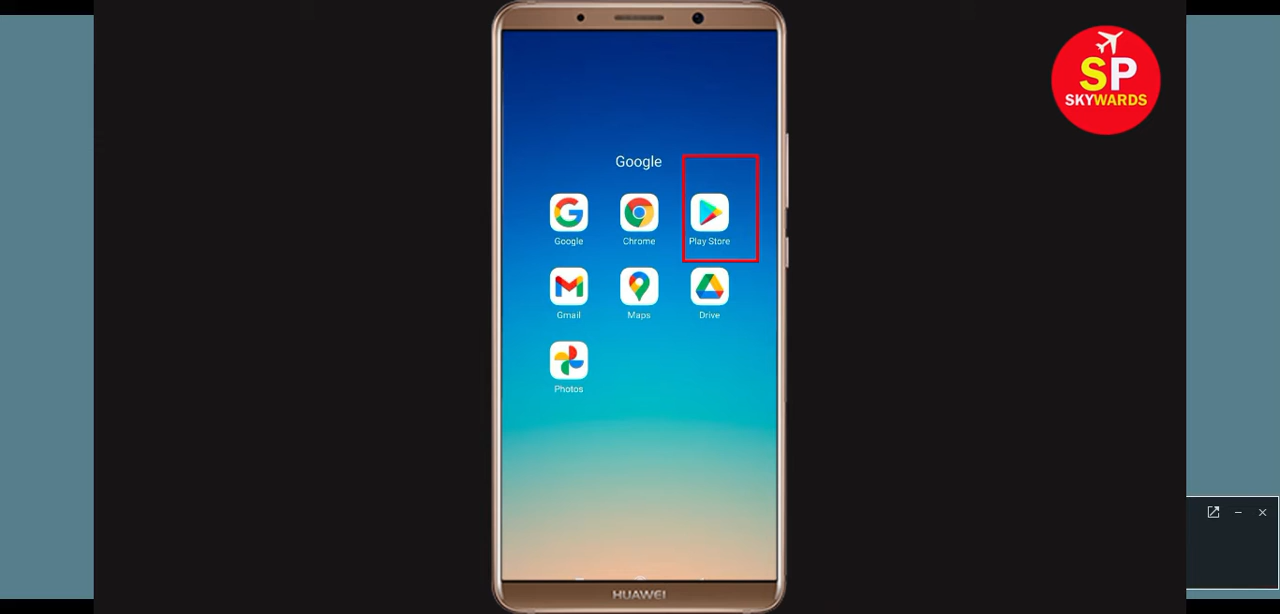 SP
SKYWARDS
Google
Google Chrome Play Store
Gmail Maps Drive
Photos
HUAWEI